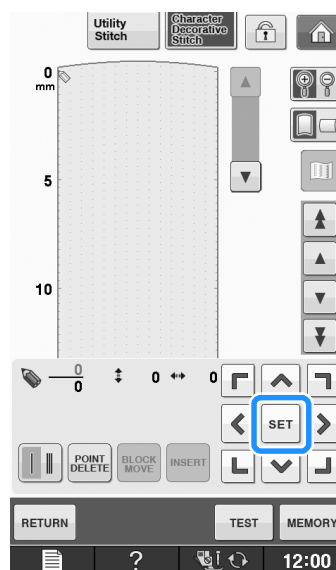 Utility
Stitch
Character
Decorative
Stitch
0
mm
5
10
0
0
0
0
SET
POINT
DELETE
BLOCK
MOVE
INSERT
RETURN
TEST
MEMORY
?
12:00